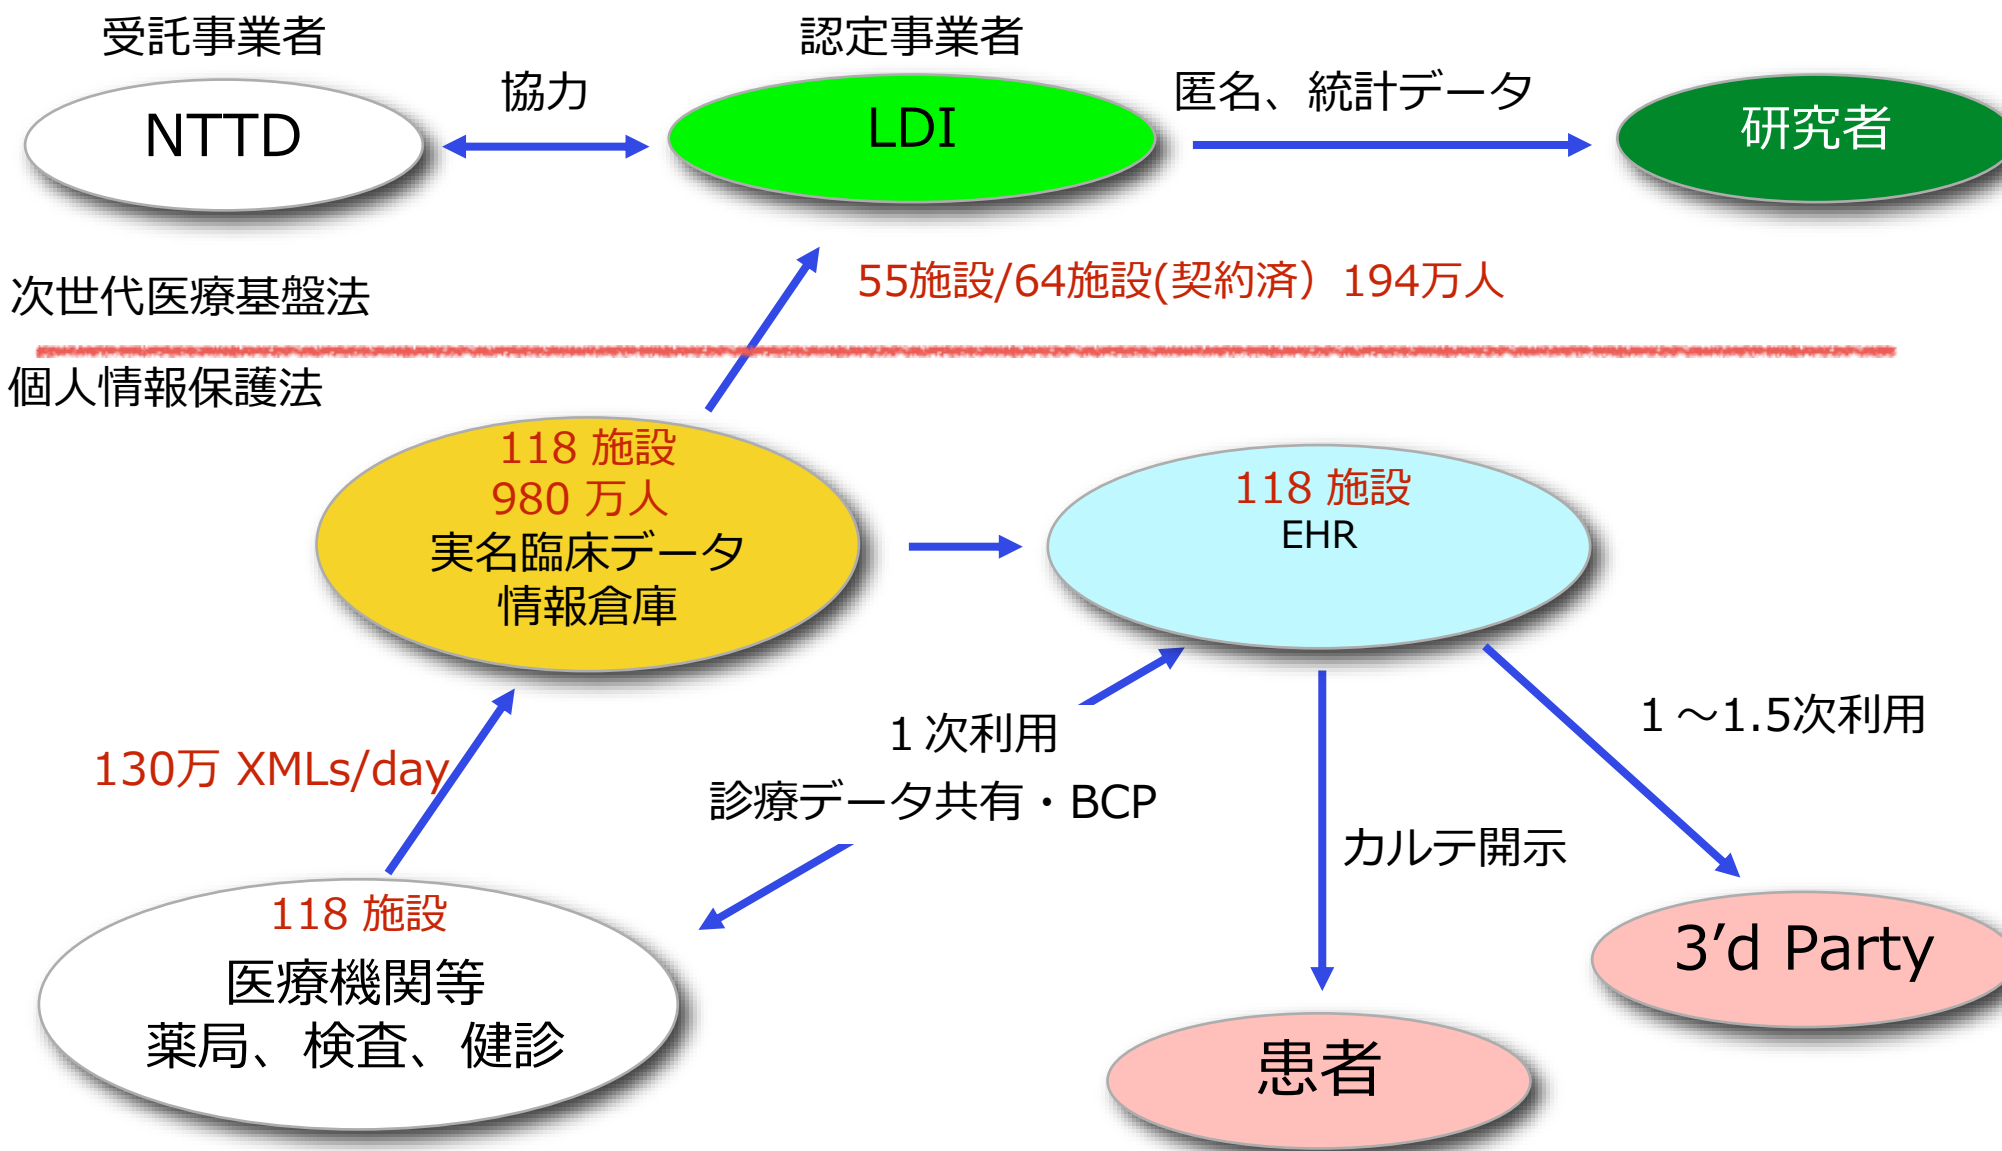 受託事業者
認定事業者
NTTD
協力
LDI
匿名、統計データ
研究者
次世代医療基盤法
55施設/64施設(契約済）194万人
個人情報保護法
118 施設
980 万人
実名臨床データ
情報倉庫
118 施設
EHR
130万 XMLs/day
１次利用
診療データ共有・BCP
１～1.5次利用
カルテ開示
118 施設
医療機関等
薬局、検査、健診
3’d Party
患者